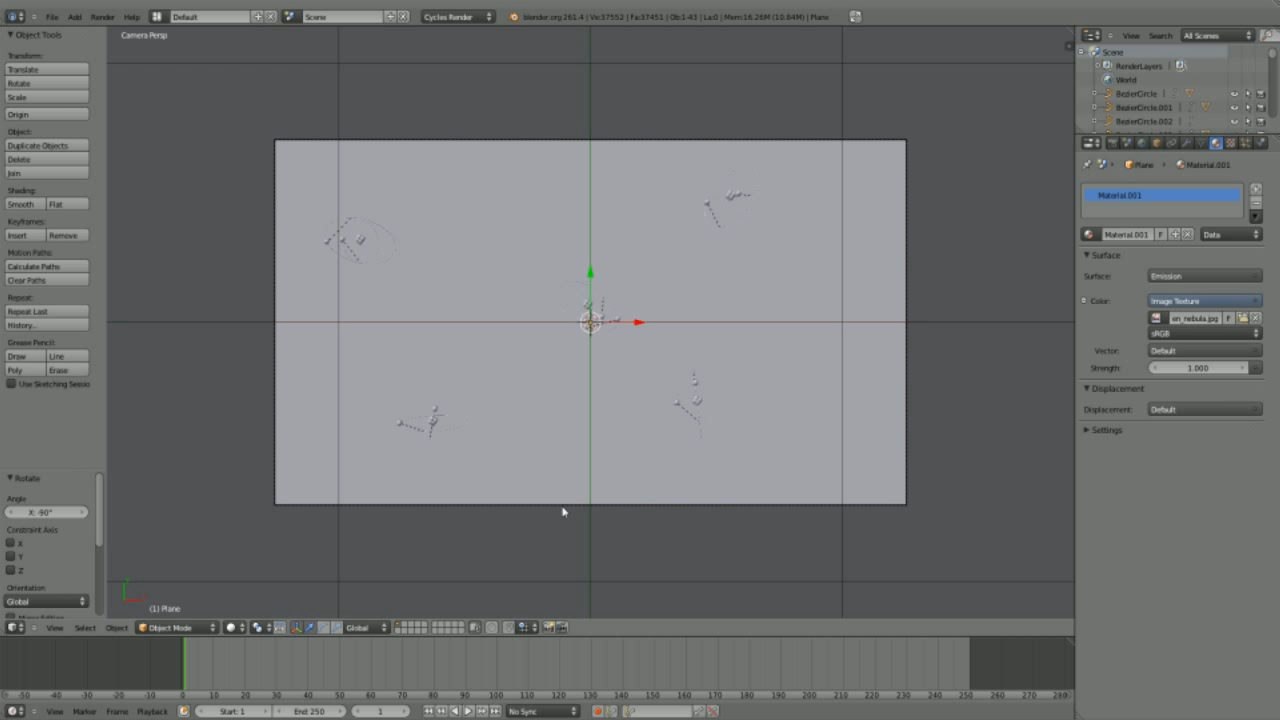 File Add Render Help Default Scene Cycles Render blender.org 261.4 | Ve:37552 | Fa:37451 | Ob:1-43 | La:0 | Mem:16.26M (10.84M) | Plane
Object Tools
Transform:
Translate
Rotate
Scale
Origin
Object:
Duplicate Objects
Delete
Join
Shading:
Smooth Flat
Keyframes:
Insert Remove
Motion Paths:
Calculate Paths
Clear Paths
Repeat:
Repeat Last
History...
Grease Pencil:
Draw Line
Poly Erase
Use Sketching Sessio
Rotate
Angle
X: -90°
Constraint Axis
X
Y
Z
Orientation
Global
Camera Persp
(1) Plane
View Select Object Object Mode Global
-50 -40 -30 -20 -10 0 10 20 30 40 50 60 70 80 90 100 110 120 130 140 150 160 170 180 190 200 210 220 230 240 250 260 270 280
View Marker Frame Playback Start: 1 End: 250 1 No Sync
View Search All Scenes
Scene
RenderLayers
World
BezierCircle
BezierCircle.001
BezierCircle.002
Plane Material.001
Material.001
Material.001 F Data
Surface
Surface: Emission
Color: Image Texture
en_nebula.jpg F
sRGB
Vector: Default
Strength: 1.000
Displacement
Displacement: Default
Settings